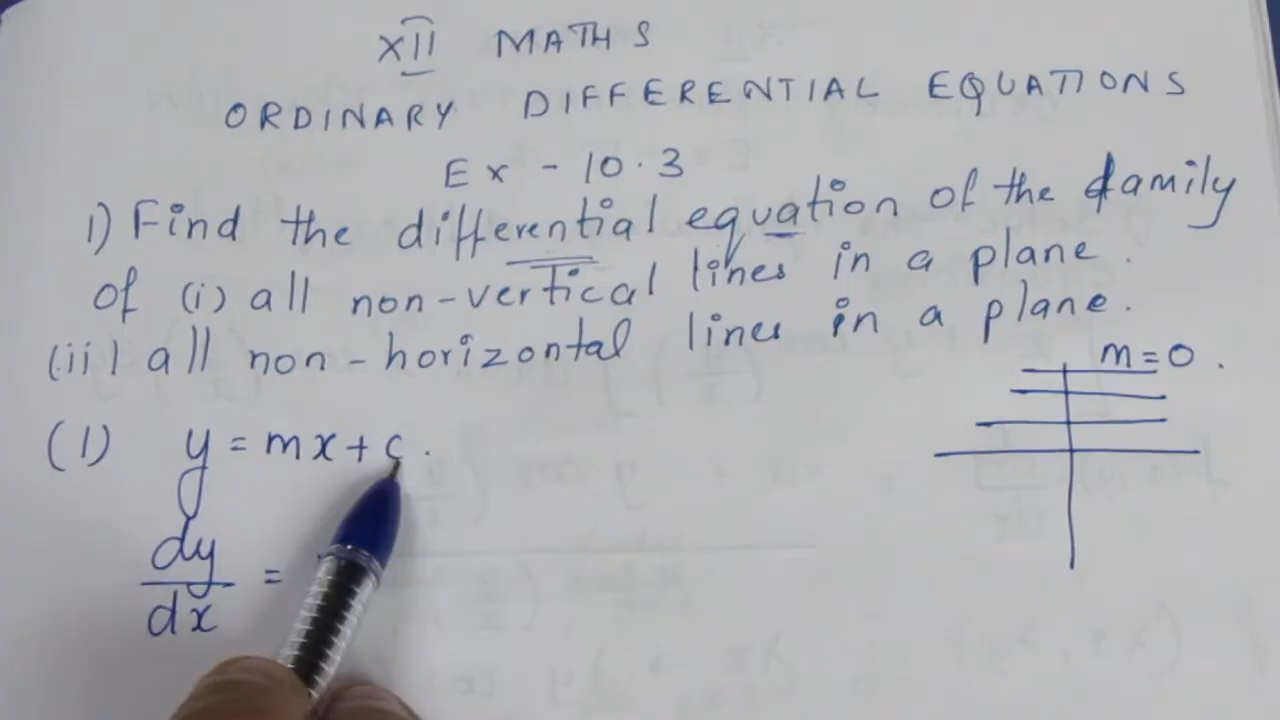 XII MATHS
ORDINARY DIFFERENTIAL EQUATIONS
Ex - 10.3
1) Find the differential equation of the family
of (i) all non-vertical lines in a plane.
(ii) all non-horizontal lines in a plane.
m=0.
(1) y = mx + c.
dy
dx =